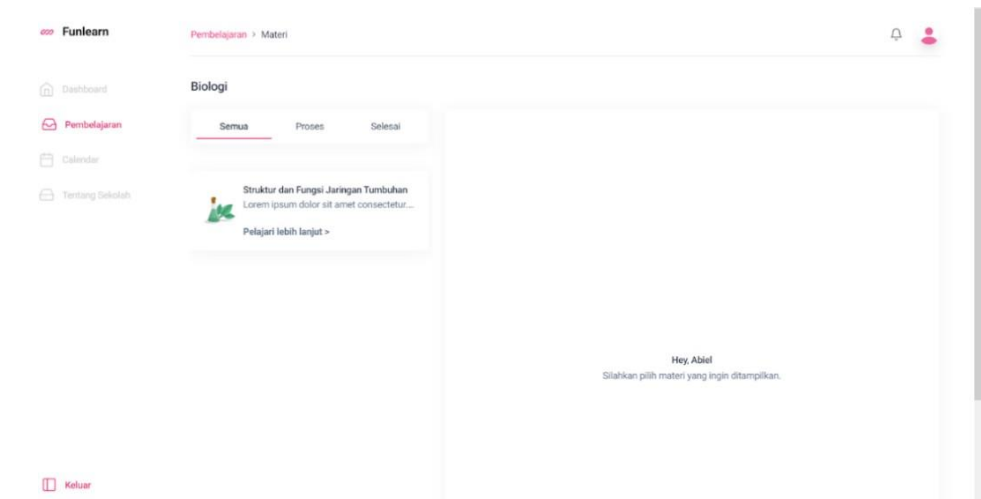 Funlearn
Pembelajaran > Materi
Dashboard
Pembelajaran
Calendar
Tentang Sekolah
Keluar
Biologi
Semua Proses Selesai
Struktur dan Fungsi Jaringan Tumbuhan
Lorem ipsum dolor sit amet consectetur...
Pelajari lebih lanjut >
Hey, Abiel
Silahkan pilih materi yang ingin ditampilkan.